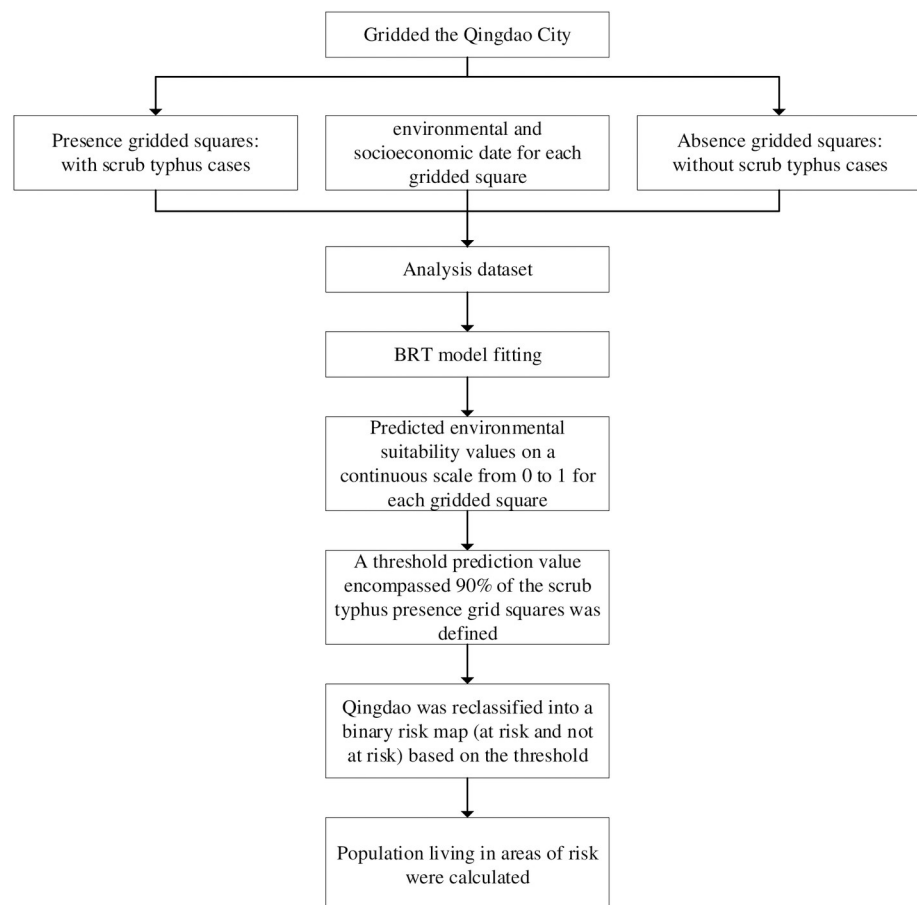 Gridded the Qingdao City
Presence gridded squares:
with scrub typhus cases
environmental and
socioeconomic date for each
gridded square
Absence gridded squares:
without scrub typhus cases
Analysis dataset
BRT model fitting
Predicted environmental
suitability values on a
continuous scale from 0 to 1 for
each gridded square
A threshold prediction value
encompassed 90% of the scrub
typhus presence grid squares was
defined
Qingdao was reclassified into a
binary risk map (at risk and not
at risk) based on the threshold
Population living in areas of risk
were calculated